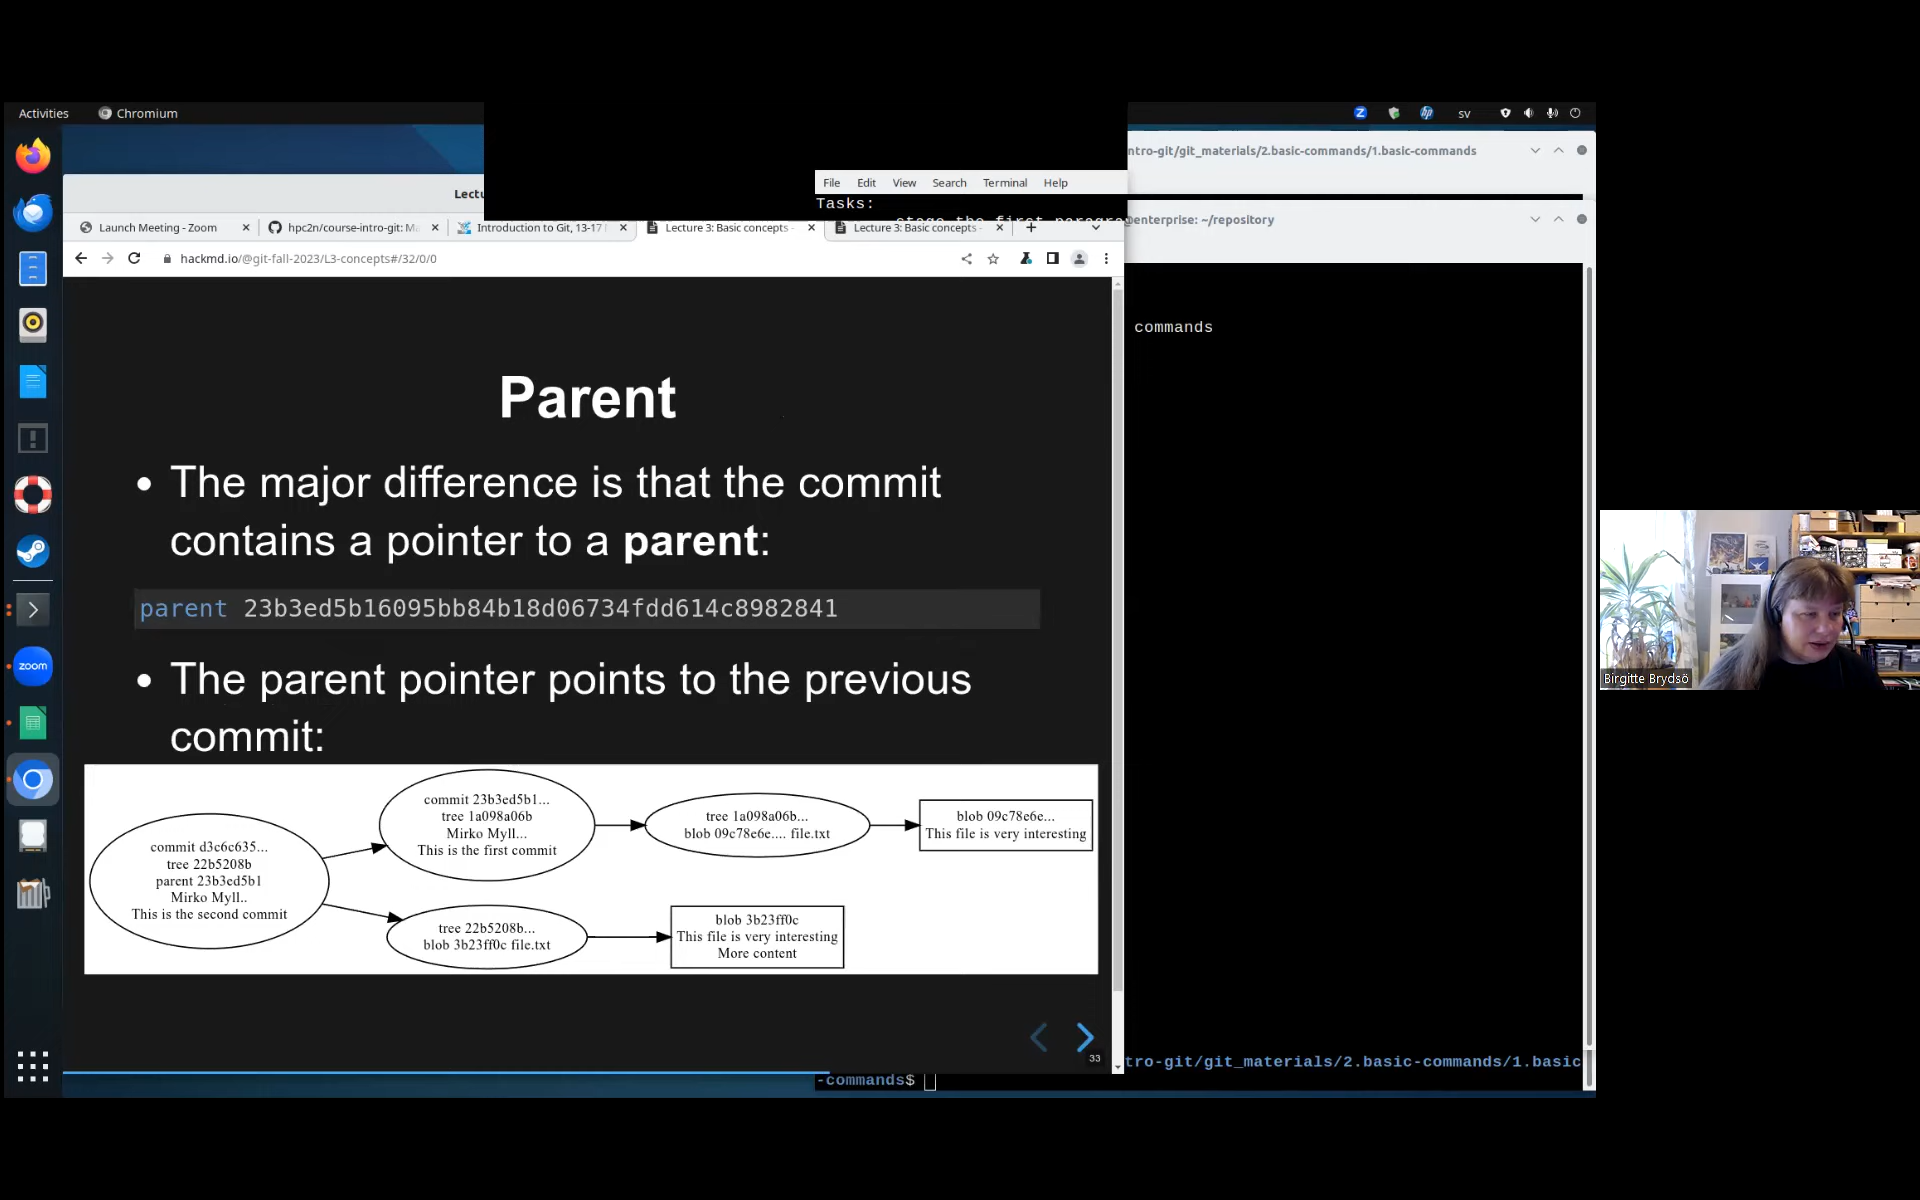 Activities
Chromium
sv
ntro-git/git_materials/2.basic-commands/1.basic-commands
File Edit View Search Terminal Help
Tasks:
stage the first paragra
@enterprise: ~/repository
Lectu
Launch Meeting - Zoom
hpc2n/course-intro-git: M
Introduction to Git, 13-17
Lecture 3: Basic concepts -
Lecture 3: Basic concepts -
hackmd.io/@git-fall-2023/L3-concepts#/32/0/0
commands
Parent
• The major difference is that the commit
contains a pointer to a parent:
parent 23b3ed5b16095bb84b18d06734fdd614c8982841
• The parent pointer points to the previous
commit:
commit d3c6c635...
tree 22b5208b
parent 23b3ed5b1
Mirko Myll..
This is the second commit
commit 23b3ed5b1...
tree 1a098a06b
Mirko Myll...
This is the first commit
tree 1a098a06b...
blob 09c78e6e.... file.txt
blob 09c78e6e...
This file is very interesting
tree 22b5208b...
blob 3b23ff0c file.txt
blob 3b23ff0c
This file is very interesting
More content
33
tro-git/git_materials/2.basic-commands/1.basic
-commands$
zoom
Birgitte Brydsö